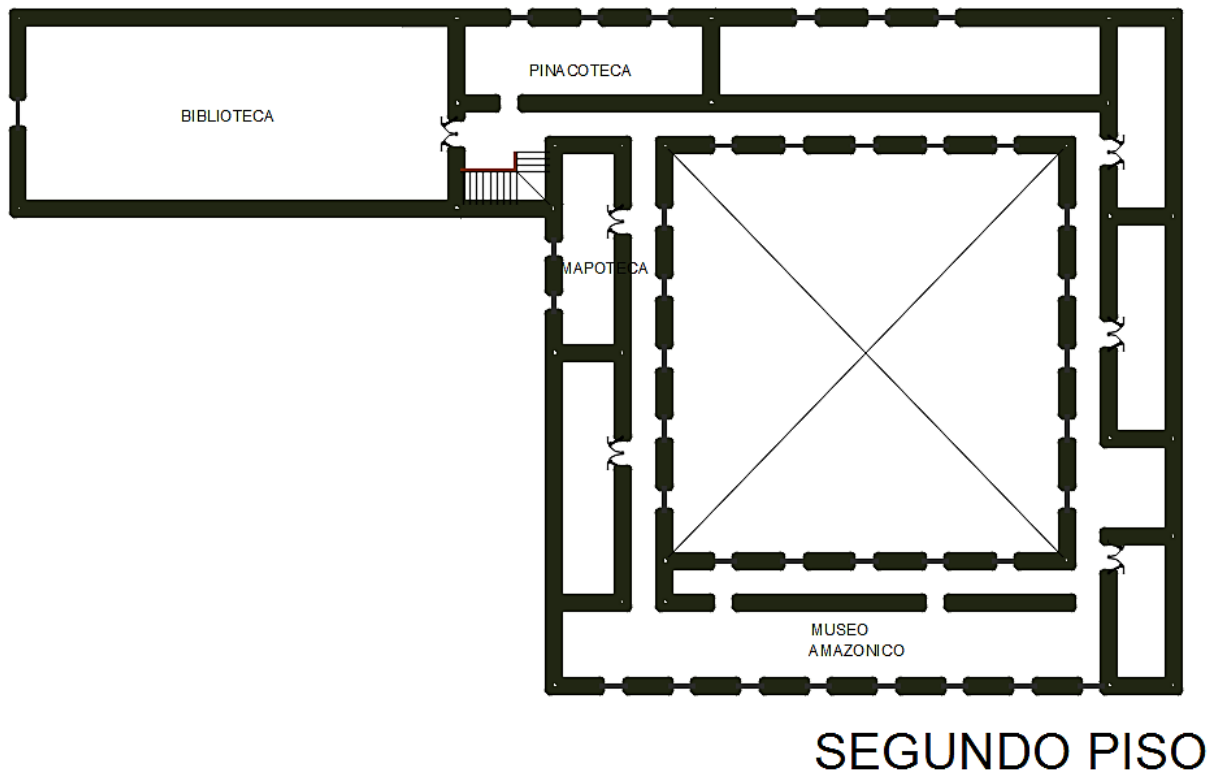 PINACOTECA
BIBLIOTECA
MAPOTECA
MUSEO
AMAZONICO
SEGUNDO PISO